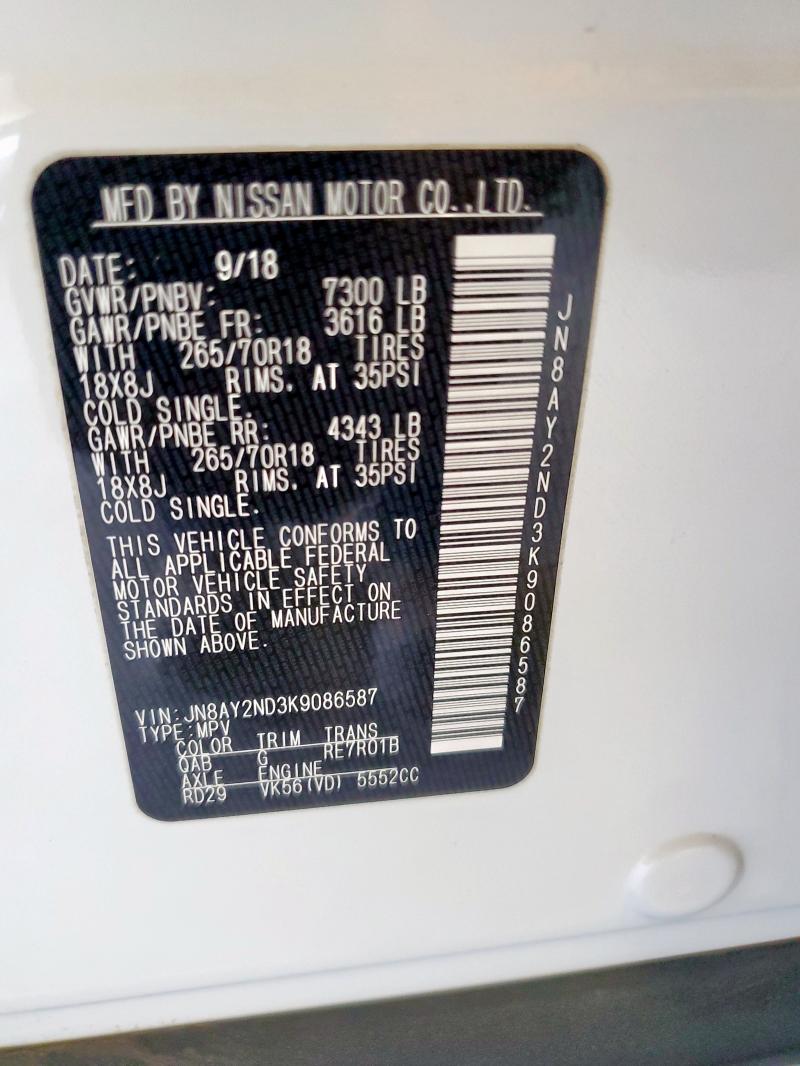 MFD BY NISSAN MOTOR CO.,LTD.
DATE: 9/18
GVWR/PNBV: 7300 LB
GAWR/PNBE FR: 3616 LB
WITH 265/70R18 TIRES
18X8J RIMS. AT 35PSI
COLD SINGLE.
GAWR/PNBE RR: 4343 LB
WITH 265/70R18 TIRES
18X8J RIMS. AT 35PSI
COLD SINGLE.
THIS VEHICLE CONFORMS TO
ALL APPLICABLE FEDERAL
MOTOR VEHICLE SAFETY
STANDARDS IN EFFECT ON
THE DATE OF MANUFACTURE
SHOWN ABOVE.
VIN:JN8AY2ND3K9086587
TYPE:MPV
COLOR TRIM TRANS
QAB G RE7R01B
AXLE ENGINE
RD29 VK56(VD) 5552CC
JN8AY2ND3K9086587